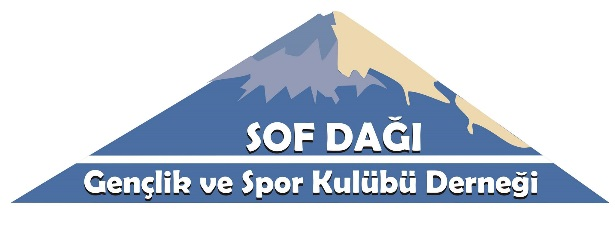 SOF DAĞI
Gençlik ve Spor Kulübü Derneği